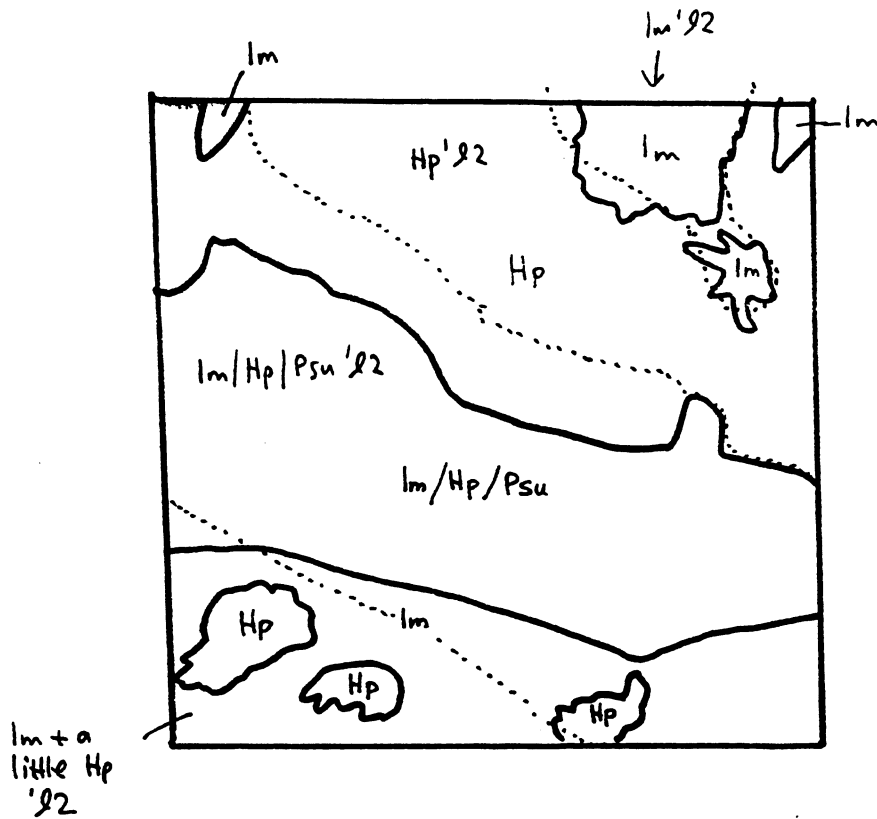 Im'82
Im
Im
Hp'82
Im
Hp
Im
Im/Hp/Psu'82
Im/Hp/Psu
Im
Hp
Hp
Hp
Im + a
little Hp
'82